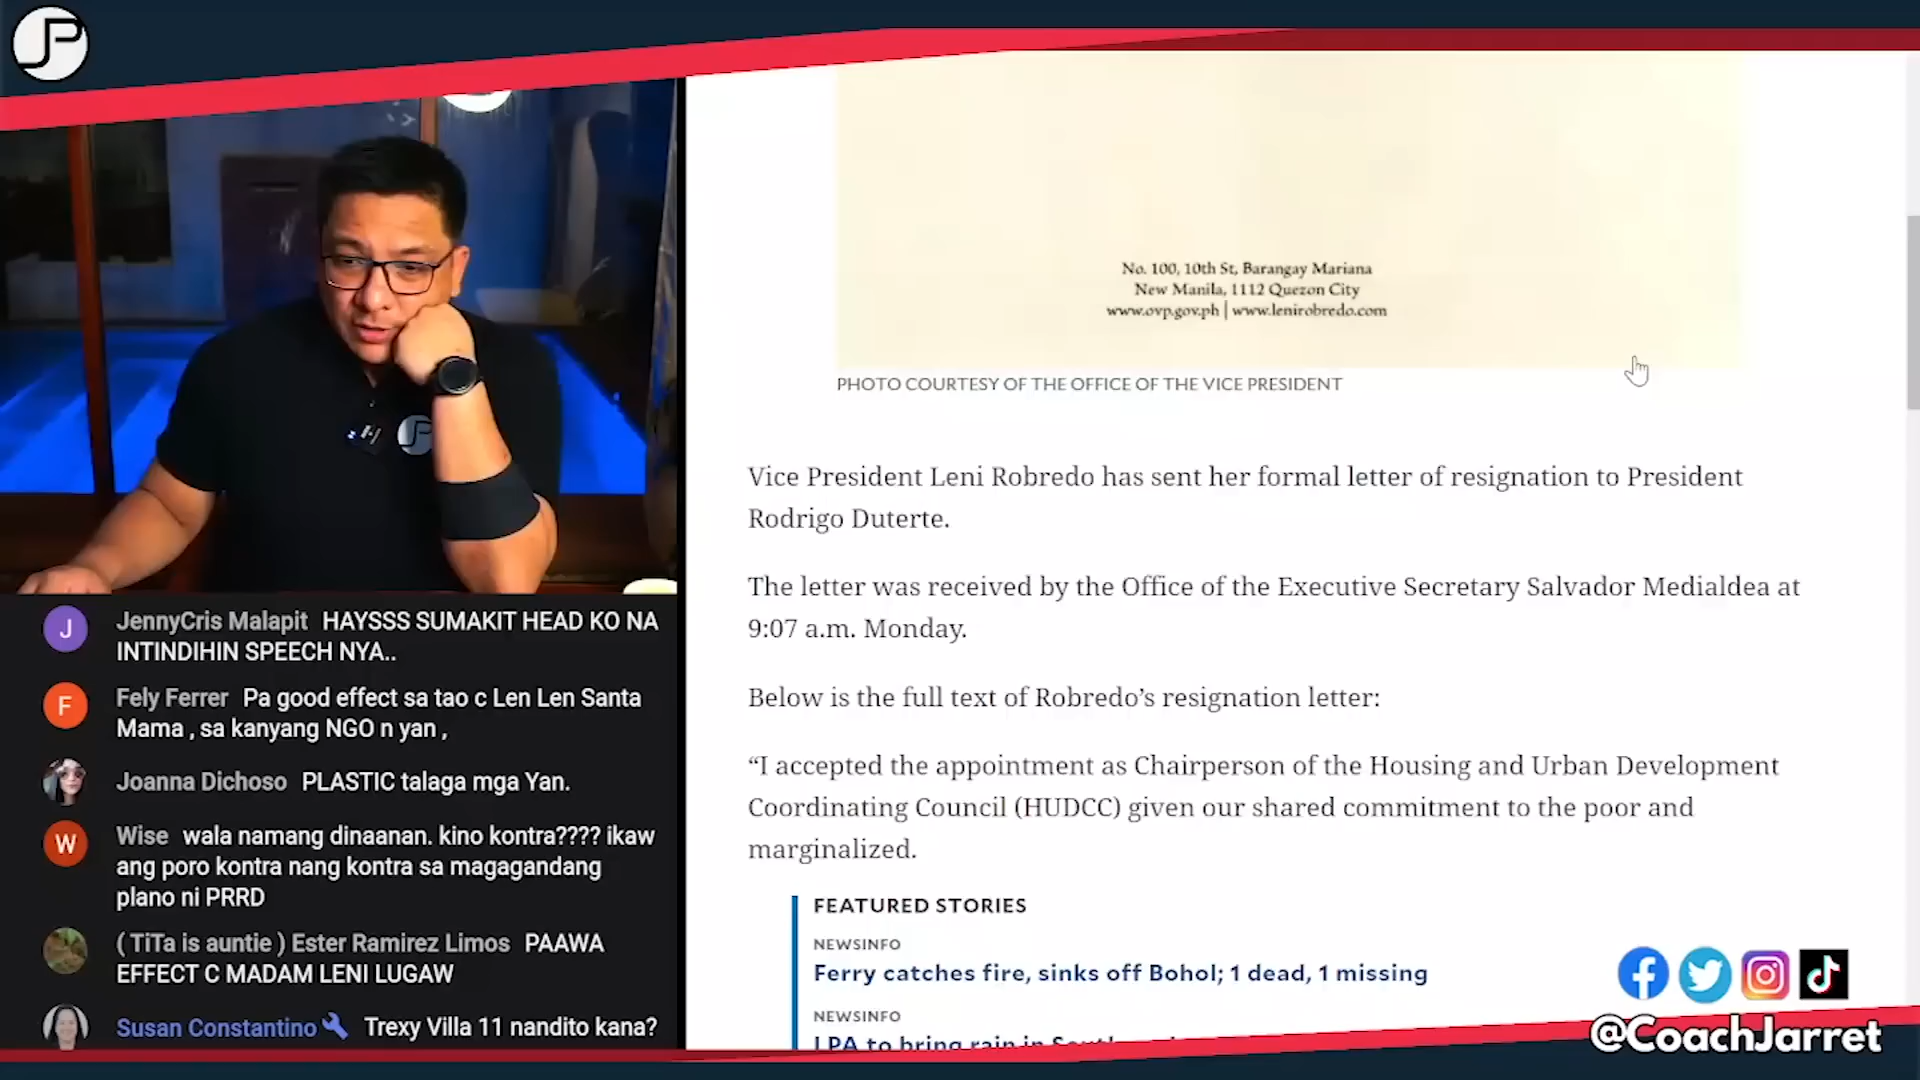 JP
No. 100, 10th St, Barangay Mariana
New Manila, 1112 Quezon City
www.ovp.gov.ph | www.lenirobredo.com
PHOTO COURTESY OF THE OFFICE OF THE VICE PRESIDENT
Vice President Leni Robredo has sent her formal letter of resignation to President
Rodrigo Duterte.
The letter was received by the Office of the Executive Secretary Salvador Medialdea at
9:07 a.m. Monday.
Below is the full text of Robredo’s resignation letter:
“I accepted the appointment as Chairperson of the Housing and Urban Development
Coordinating Council (HUDCC) given our shared commitment to the poor and
marginalized.
FEATURED STORIES
NEWSINFO
Ferry catches fire, sinks off Bohol; 1 dead, 1 missing
NEWSINFO
LPA to bring rain in
JP
J
JennyCris Malapit HAYSSS SUMAKIT HEAD KO NA
INTINDIHIN SPEECH NYA..
F
Fely Ferrer Pa good effect sa tao c Len Len Santa
Mama , sa kanyang NGO n yan ,
Joanna Dichoso PLASTIC talaga mga Yan.
W
Wise wala namang dinaanan. kino kontra???? ikaw
ang poro kontra nang kontra sa magagandang
plano ni PRRD
( TiTa is auntie ) Ester Ramirez Limos PAAWA
EFFECT C MADAM LENI LUGAW
Susan Constantino Trexy Villa 11 nandito kana?
@CoachJarret